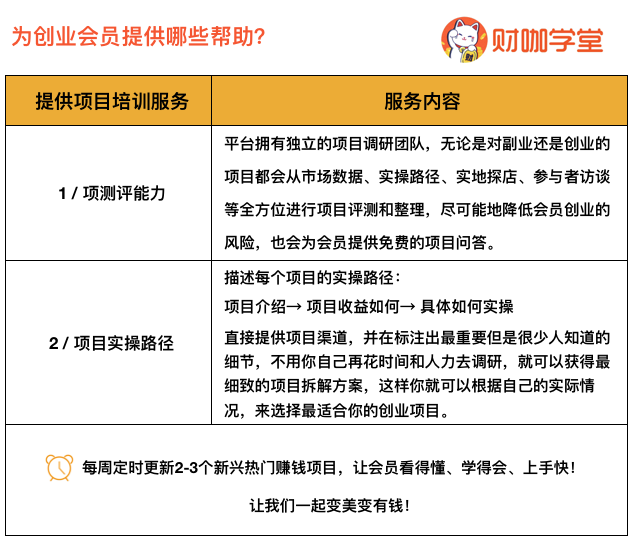 为创业会员提供哪些帮助?
财咖学堂
财
提供项目培训服务
服务内容
1 / 项测评能力
平台拥有独立的项目调研团队，无论是对副业还是创业的
项目都会从市场数据、实操路径、实地探店、参与者访谈
等全方位进行项目评测和整理，尽可能地降低会员创业的
风险，也会为会员提供免费的项目问答。
2 / 项目实操路径
描述每个项目的实操路径：
项目介绍→ 项目收益如何→ 具体如何实操
直接提供项目渠道，并在标注出最重要但是很少人知道的
细节，不用你自己再花时间和人力去调研，就可以获得最
细致的项目拆解方案，这样你就可以根据自己的实际情
况，来选择最适合你的创业项目。
每周定时更新2-3个新兴热门赚钱项目，让会员看得懂、学得会、上手快！
让我们一起变美变有钱！